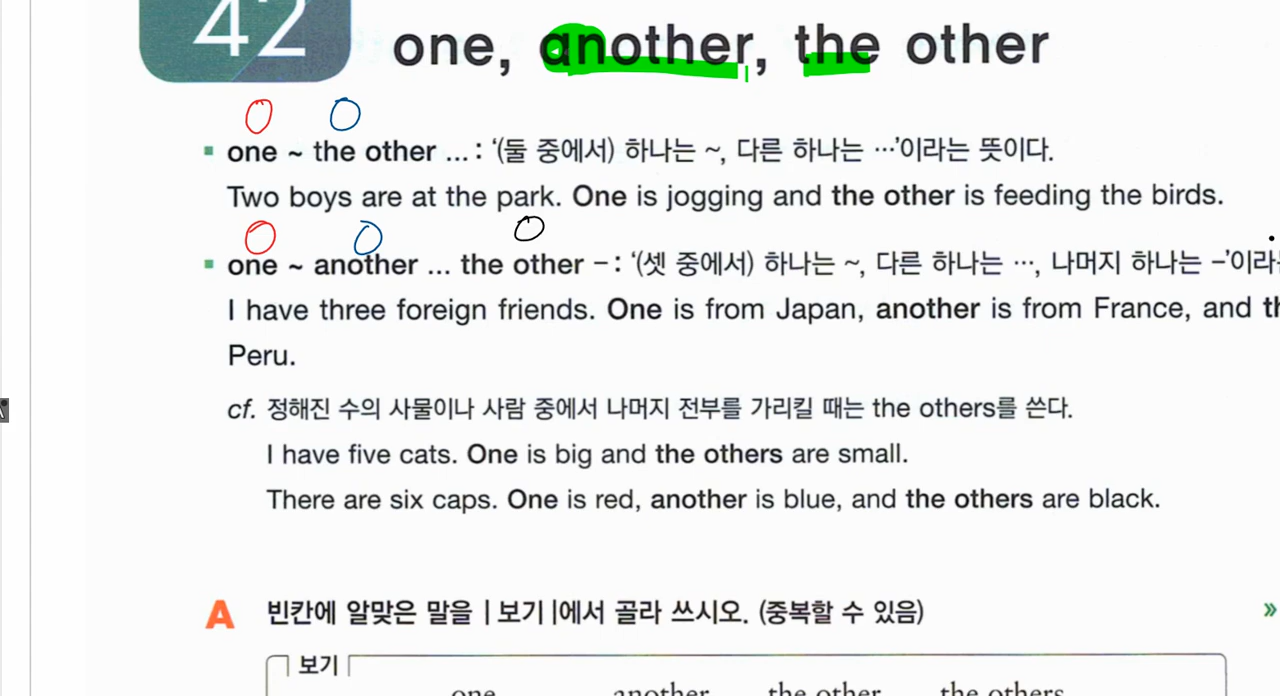 42
one, another, the other
one ~ the other ... : ‘(둘 중에서) 하나는 ~, 다른 하나는 …’이라는 뜻이다.
Two boys are at the park. One is jogging and the other is feeding the birds.
one ~ another ... the other – : ‘(셋 중에서) 하나는 ~, 다른 하나는 …, 나머지 하나는 –’이라
I have three foreign friends. One is from Japan, another is from France, and
Peru.
cf. 정해진 수의 사물이나 사람 중에서 나머지 전부를 가리킬 때는 the others를 쓴다.
I have five cats. One is big and the others are small.
There are six caps. One is red, another is blue, and the others are black.
A 빈칸에 알맞은 말을 | 보기 |에서 골라 쓰시오. (중복할 수 있음) »
보기
one another the other the others